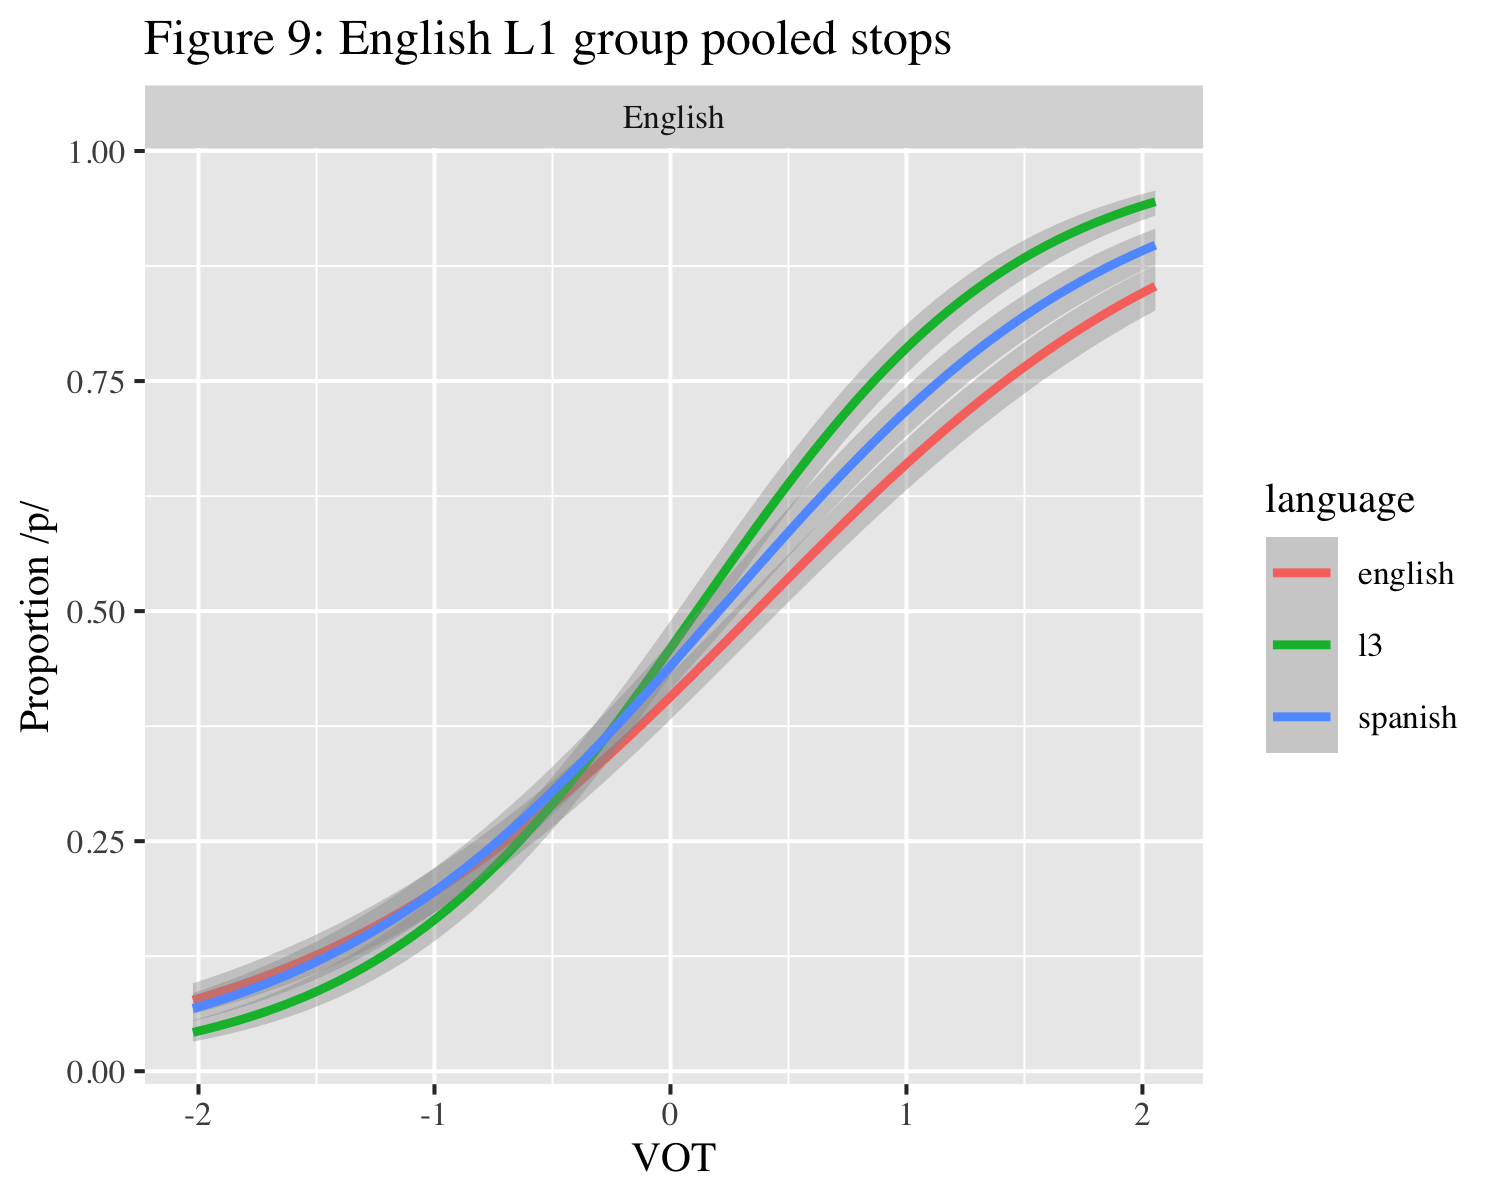 Figure 9: English L1 group pooled stops
English
1.00
0.75
0.50
0.25
0.00
Proportion /p/
-2
-1
0
1
2
VOT
language
english
l3
spanish